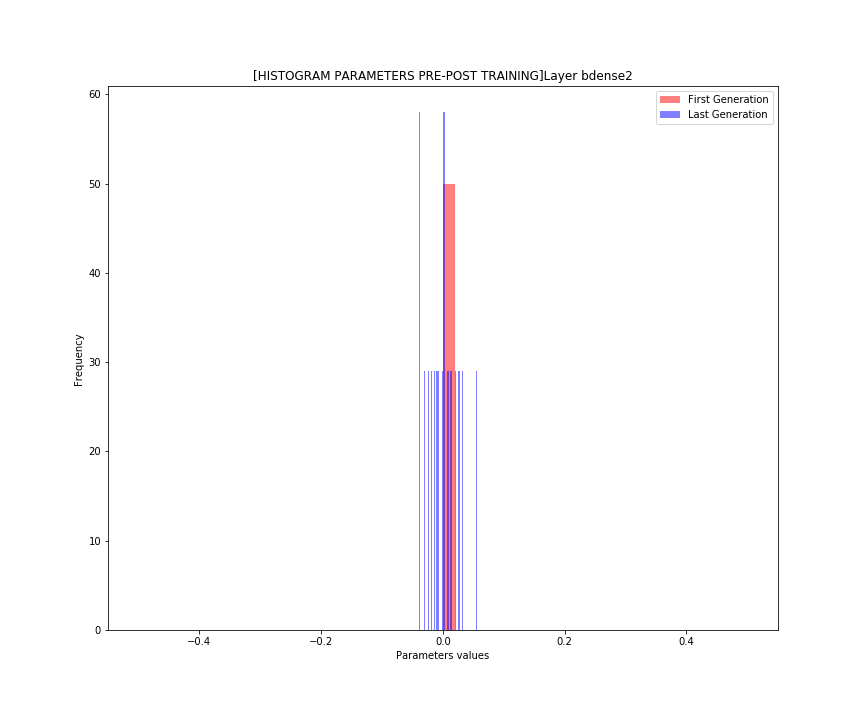 [HISTOGRAM PARAMETERS PRE-POST TRAINING]Layer bdense2
First Generation
Last Generation
60
50
40
30
20
10
0
Frequency
−0.4
−0.2
0.0
0.2
0.4
Parameters values